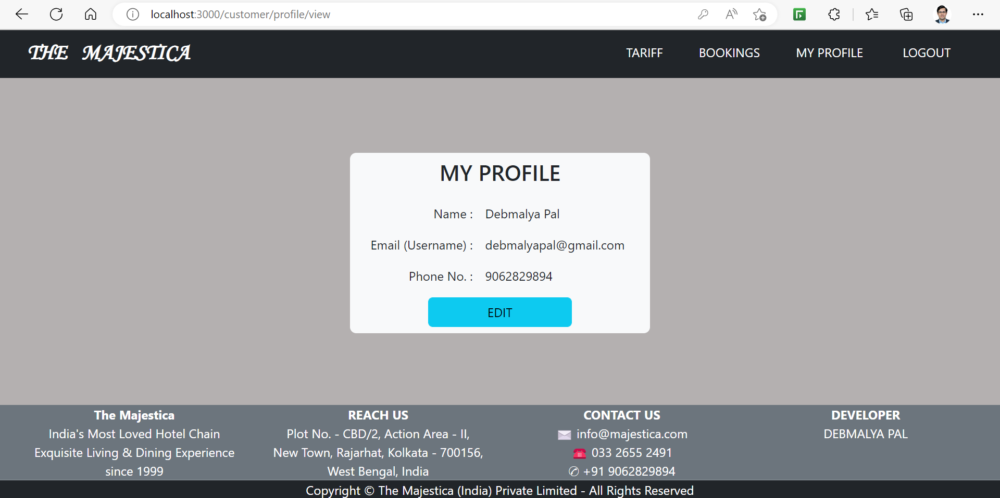 localhost:3000/customer/profile/view
THE MAJESTICA
TARIFF
BOOKINGS
MY PROFILE
LOGOUT
MY PROFILE
Name : Debmalya Pal
Email (Username) : debmalyapal@gmail.com
Phone No. : 9062829894
EDIT
The Majestica
India's Most Loved Hotel Chain
Exquisite Living & Dining Experience
since 1999
REACH US
Plot No. - CBD/2, Action Area - II,
New Town, Rajarhat, Kolkata - 700156,
West Bengal, India
CONTACT US
✉ info@majestica.com
☎ 033 2655 2491
✆ +91 9062829894
DEVELOPER
DEBMALYA PAL
Copyright © The Majestica (India) Private Limited - All Rights Reserved